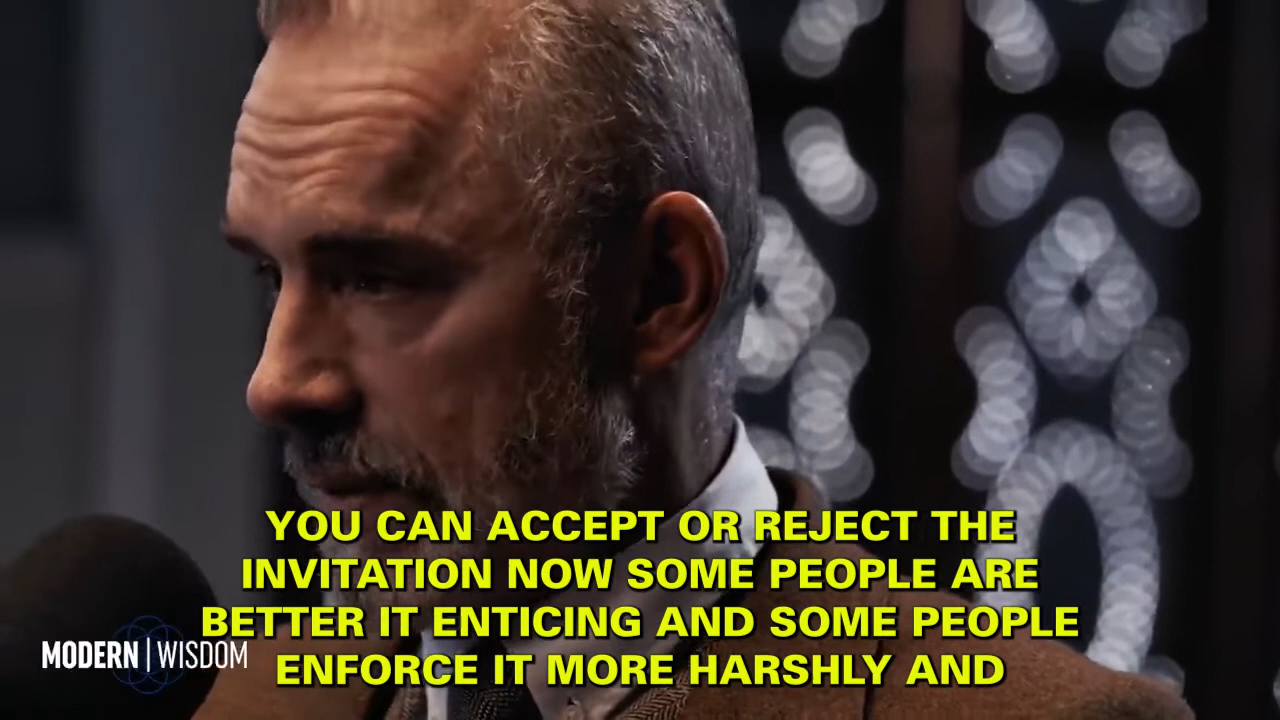 YOU CAN ACCEPT OR REJECT THE
INVITATION NOW SOME PEOPLE ARE
BETTER IT ENTICING AND SOME PEOPLE
ENFORCE IT MORE HARSHLY AND
MODERN | WISDOM